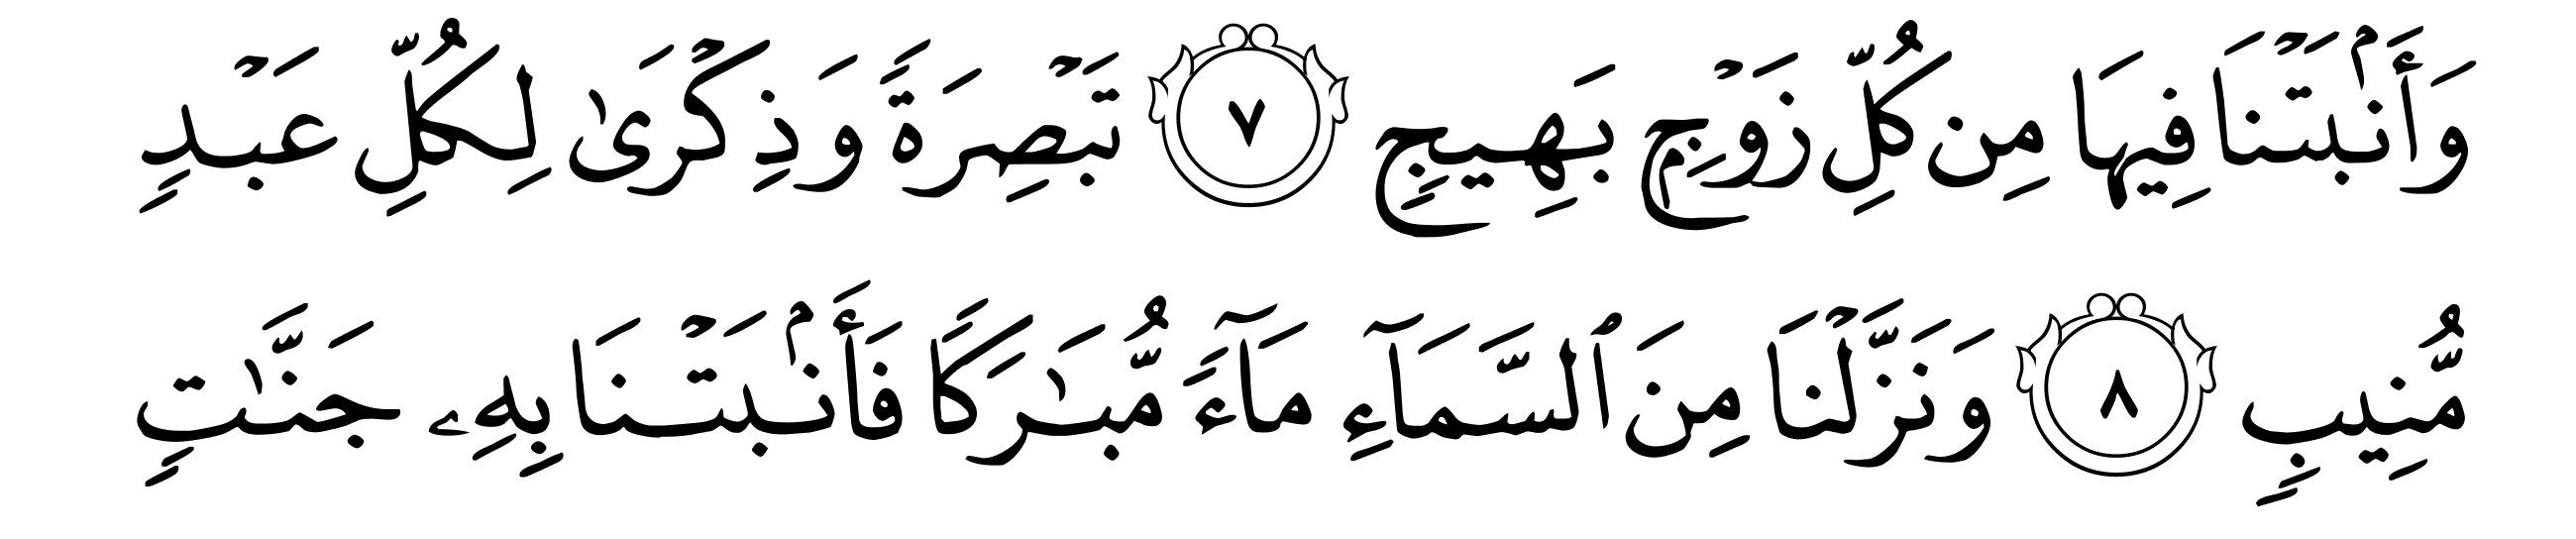 وَأَنۢبَتۡنَا فِيهَا مِن كُلِّ زَوۡجِۭ بَهِيجٖ ٧ تَبۡصِرَةٗ وَذِكۡرَىٰ لِكُلِّ عَبۡدٖ
مُّنِيبٖ ٨ وَنَزَّلۡنَا مِنَ ٱلسَّمَآءِ مَآءٗ مُّبَٰرَكٗا فَأَنۢبَتۡنَا بِهِۦ جَنَّٰتٖ